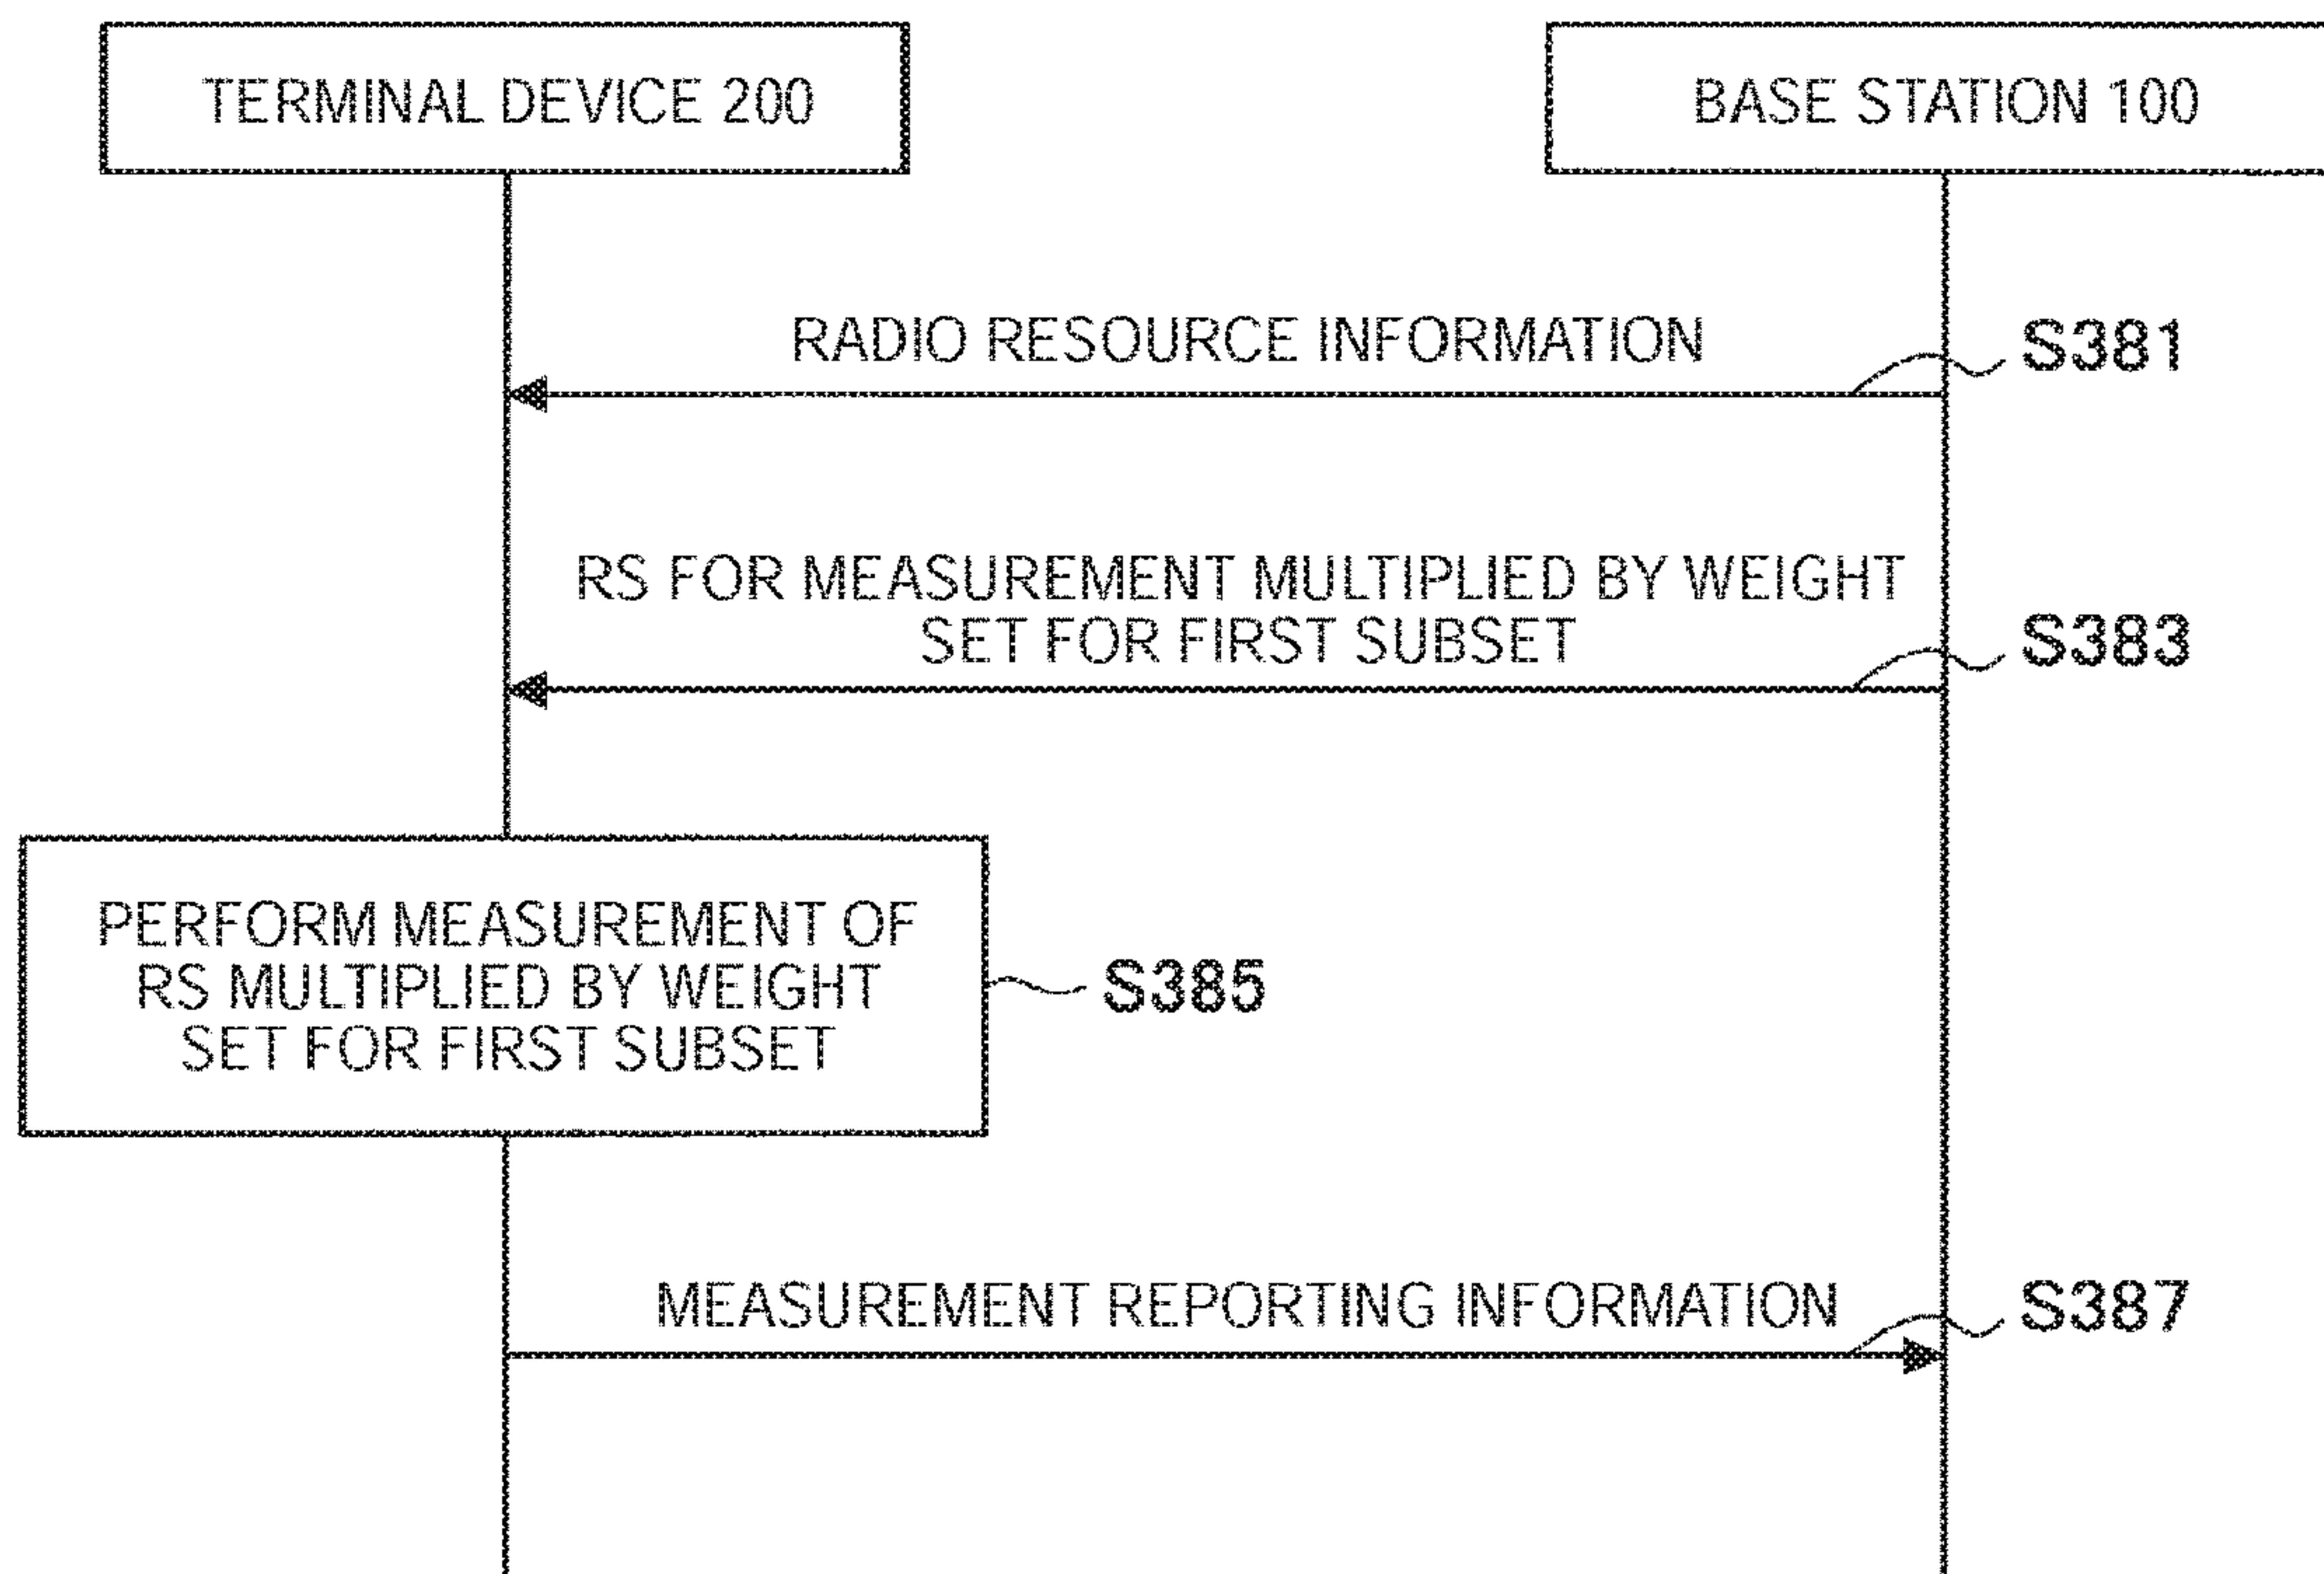 TERMINAL DEVICE 200
BASE STATION 100
RADIO RESOURCE INFORMATION
S381
RS FOR MEASUREMENT MULTIPLIED BY WEIGHT
SET FOR FIRST SUBSET
S383
PERFORM MEASUREMENT OF
RS MULTIPLIED BY WEIGHT
SET FOR FIRST SUBSET
S385
MEASUREMENT REPORTING INFORMATION
S387